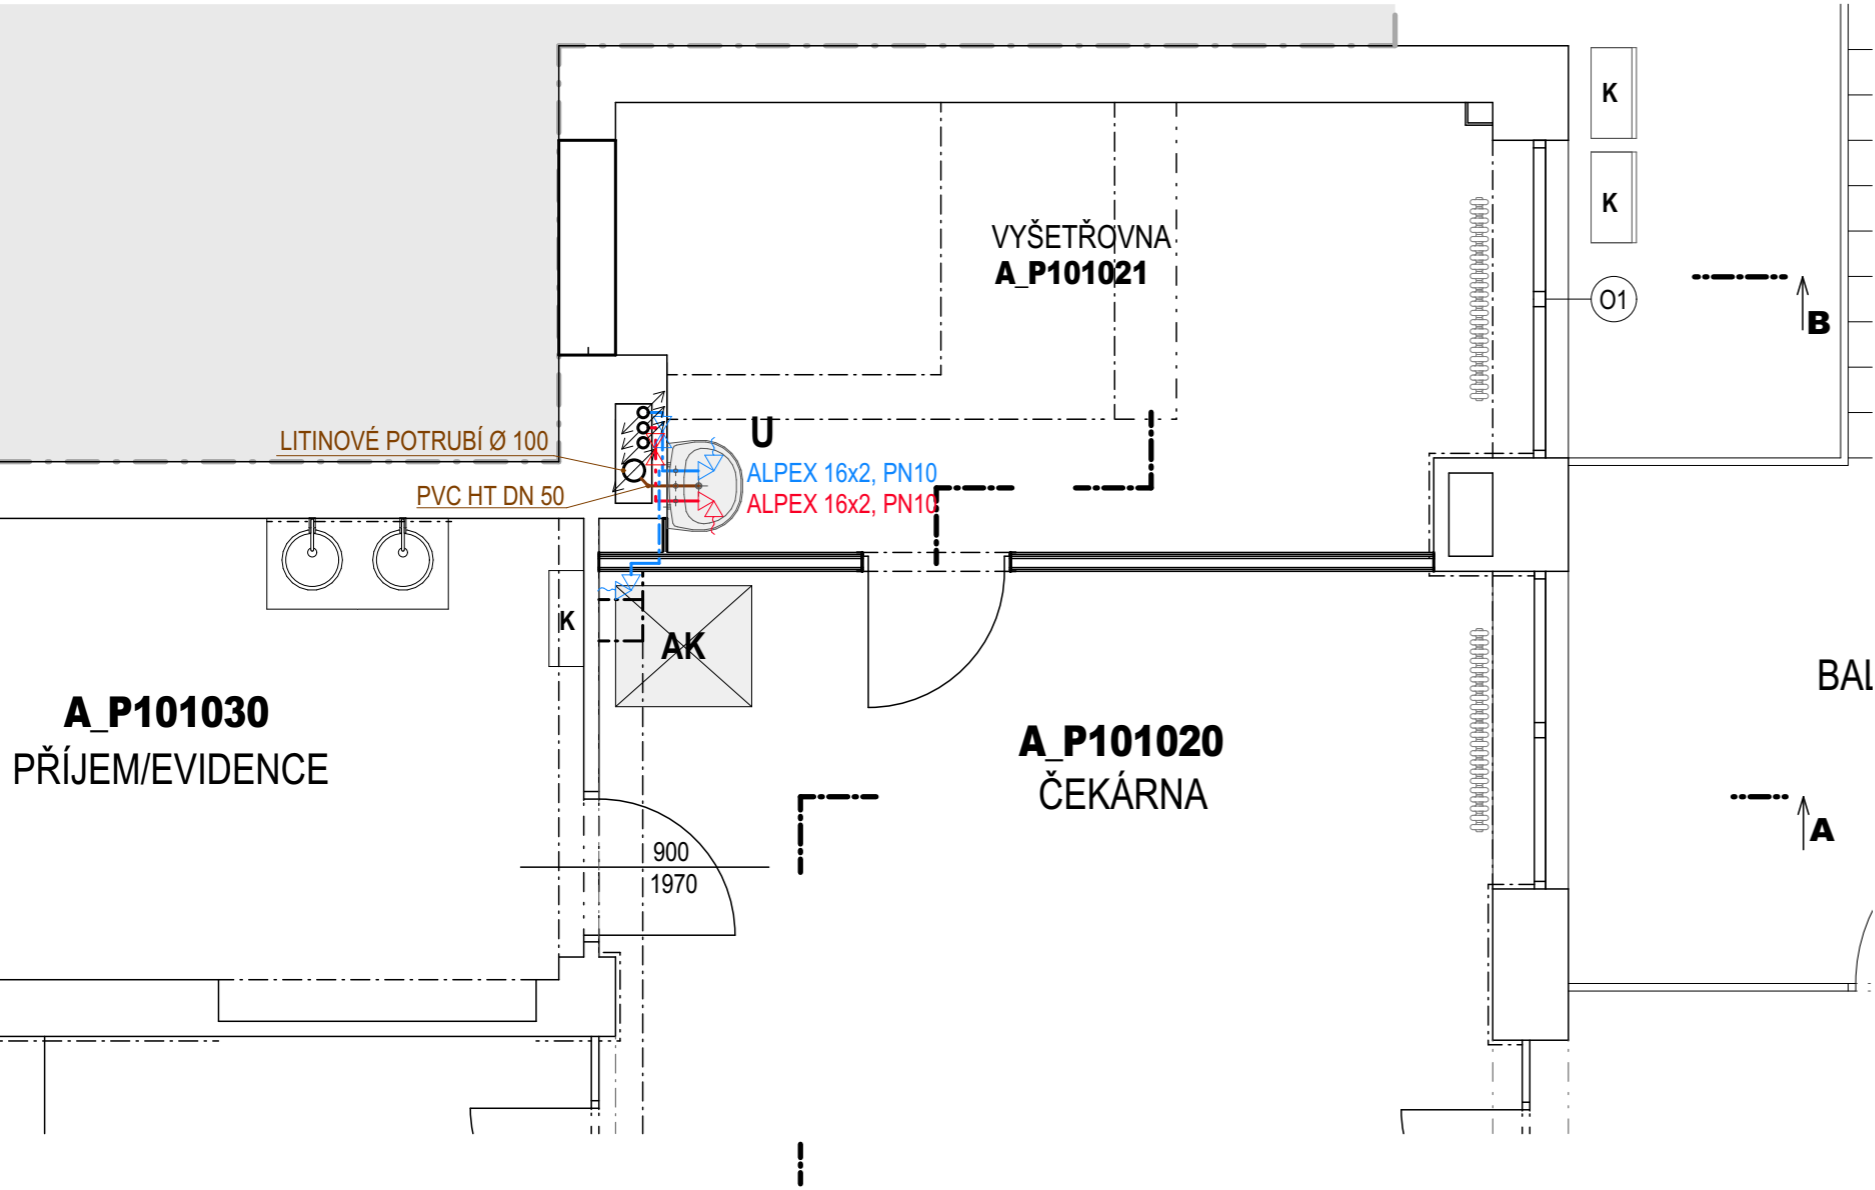 K
K
VYŠETŘOVNA
A_P101021
O1
B
LITINOVÉ POTRUBÍ Ø 100
U
ALPEX 16x2, PN10
PVC HT DN 50
ALPEX 16x2, PN10
K
AK
A_P101030
PŘÍJEM/EVIDENCE
A_P101020
ČEKÁRNA
BAL
A
900
1970